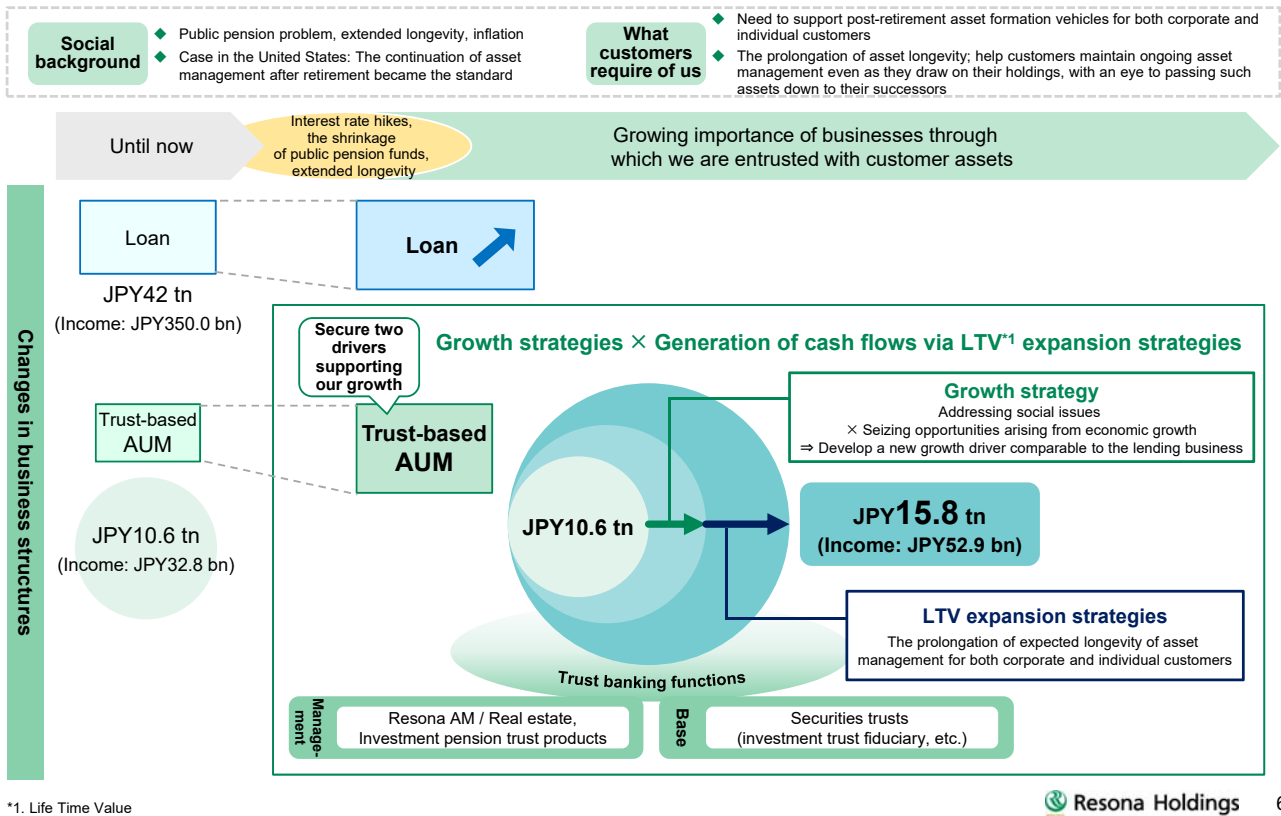 Social
background
◆ Public pension problem, extended longevity, inflation
◆ Case in the United States: The continuation of asset
management after retirement became the standard
What
customers
require of us
◆ Need to support post-retirement asset formation vehicles for both corporate and
individual customers
◆ The prolongation of asset longevity; help customers maintain ongoing asset
management even as they draw on their holdings, with an eye to passing such
assets down to their successors
Until now
Interest rate hikes,
the shrinkage
of public pension funds,
extended longevity
Growing importance of businesses through
which we are entrusted with customer assets
Changes in business structures
Loan
JPY42 tn
(Income: JPY350.0 bn)
Loan
Trust-based
AUM
JPY10.6 tn
(Income: JPY32.8 bn)
Secure two
drivers
supporting
our growth
Trust-based
AUM
Growth strategies × Generation of cash flows via LTV*1 expansion strategies
Growth strategy
Addressing social issues
× Seizing opportunities arising from economic growth
⇒ Develop a new growth driver comparable to the lending business
JPY10.6 tn
JPY15.8 tn
(Income: JPY52.9 bn)
LTV expansion strategies
The prolongation of expected longevity of asset
management for both corporate and individual customers
Trust banking functions
Manage-
ment
Resona AM / Real estate,
Investment pension trust products
Base
Securities trusts
(investment trust fiduciary, etc.)
*1. Life Time Value
Resona Holdings